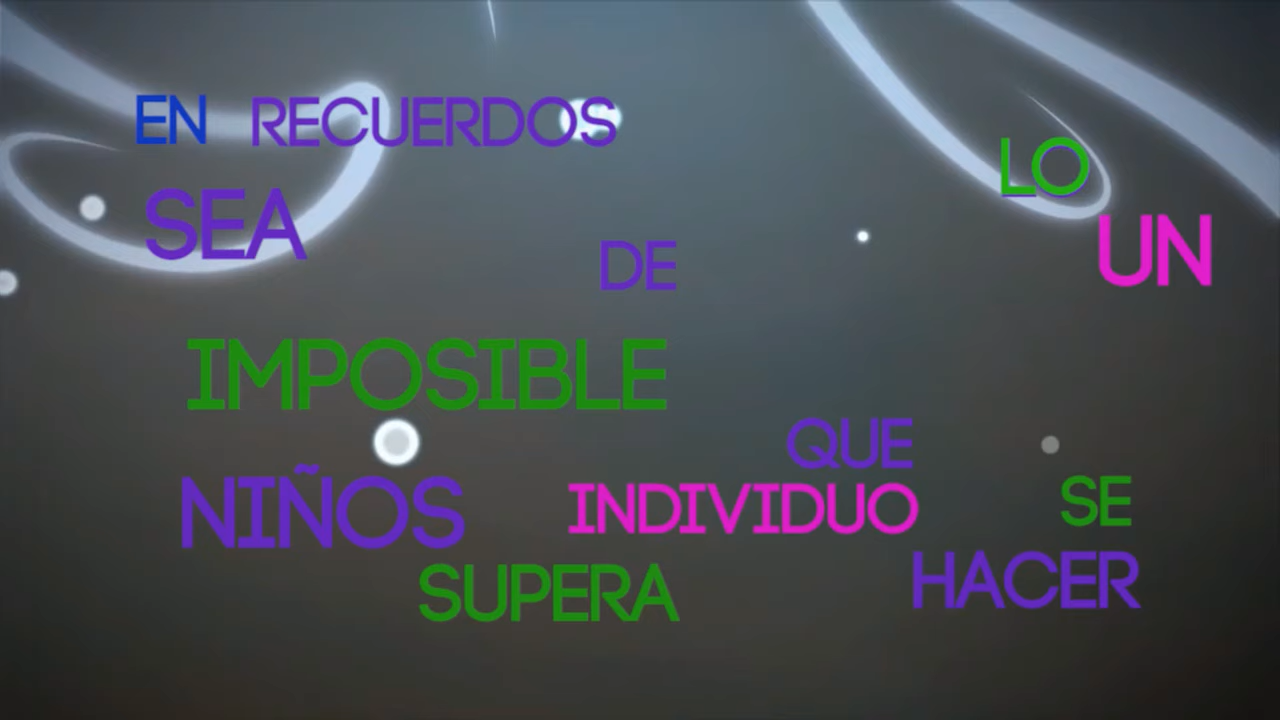 EN RECUERDOS
LO
SEA
UN
DE
IMPOSIBLE
QUE
NIÑOS
INDIVIDUO
SE
SUPERA
HACER